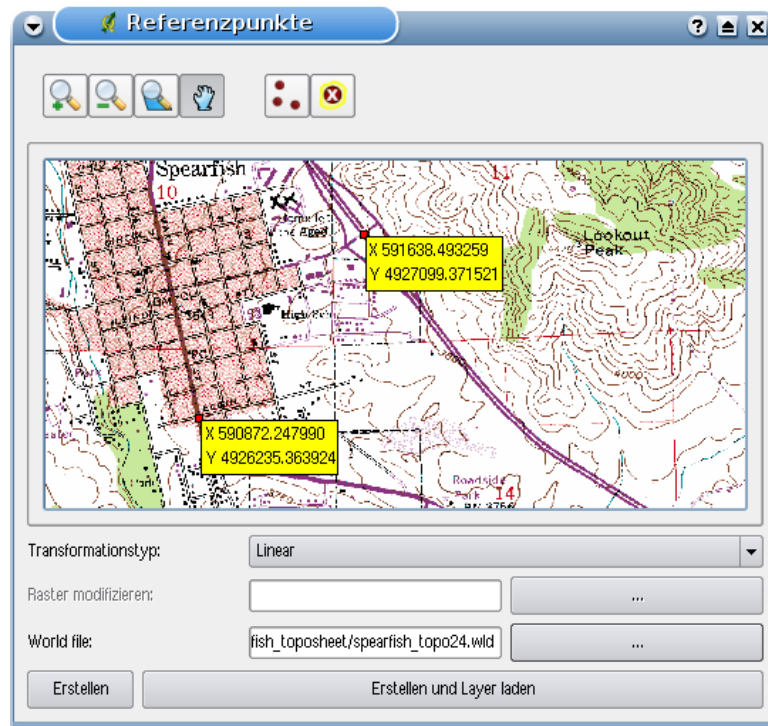 Referenzpunkte
Spearfish
10
11
Lookout
Peak
X 591638.493259
Y 4927099.371521
X 590872.247990
Y 4926235.363924
Roadside
Park
14
Transformationstyp:
Linear
Raster modifizieren:
...
World file:
fish_toposheet/spearfish_topo24.wld
...
Erstellen
Erstellen und Layer laden